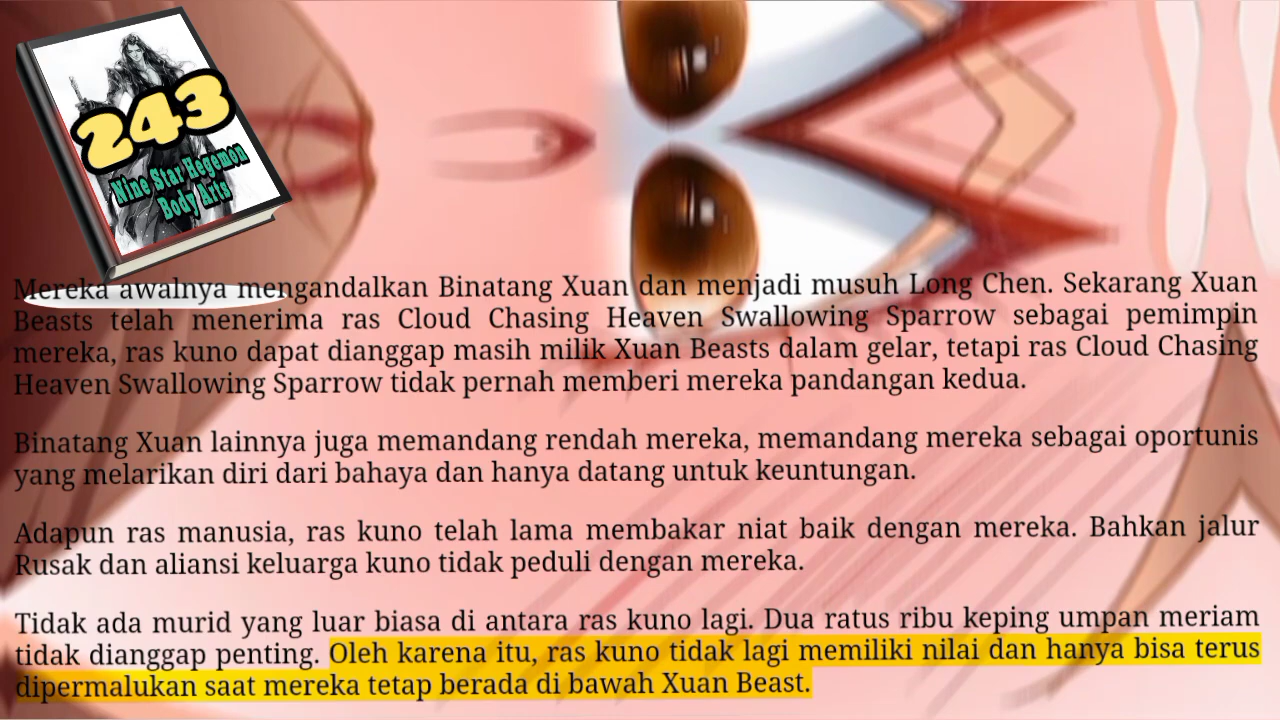 243
Nine Star Hegemon
Body Arts
Mereka awalnya mengandalkan Binatang Xuan dan menjadi musuh Long Chen. Sekarang Xuan
Beasts telah menerima ras Cloud Chasing Heaven Swallowing Sparrow sebagai pemimpin
mereka, ras kuno dapat dianggap masih milik Xuan Beasts dalam gelar, tetapi ras Cloud Chasing
Heaven Swallowing Sparrow tidak pernah memberi mereka pandangan kedua.
Binatang Xuan lainnya juga memandang rendah mereka, memandang mereka sebagai oportunis
yang melarikan diri dari bahaya dan hanya datang untuk keuntungan.
Adapun ras manusia, ras kuno telah lama membakar niat baik dengan mereka. Bahkan jalur
Rusak dan aliansi keluarga kuno tidak peduli dengan mereka.
Tidak ada murid yang luar biasa di antara ras kuno lagi. Dua ratus ribu keping umpan meriam
tidak dianggap penting. Oleh karena itu, ras kuno tidak lagi memiliki nilai dan hanya bisa terus
dipermalukan saat mereka tetap berada di bawah Xuan Beast.